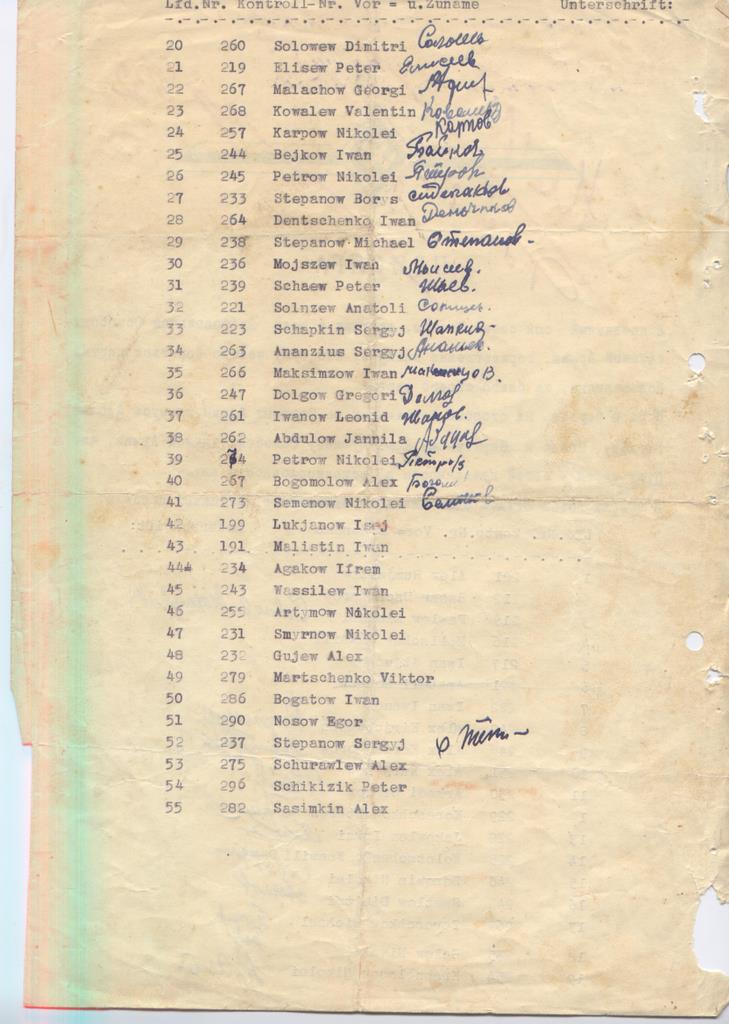 Lfd.Nr. Kontroll-Nr. Vor = u.Zuname Unterschrift:
20 260 Solowew Dimitri
21 219 Elisew Peter Елисеев
22 267 Malachow Georgi
23 268 Kowalew Valentin Ковалев
24 257 Karpow Nikolei Карпов
25 244 Bejkow Iwan
26 245 Petrow Nikolei Петров
27 233 Stepanow Borys степанов
28 264 Dentschenko Iwan
29 238 Stepanow Michael Степанов-
30 236 Mojszew Iwan Моисеев.
31 239 Schaew Peter Шаев.
32 221 Solnzew Anatoli Солнцев.
33 223 Schapkin Sergyj Шапкин-
34 263 Ananzius Sergyj
35 266 Maksimzow Iwan
36 247 Dolgow Gregori Долгов
37 261 Iwanow Leonid
38 262 Abdulow Jannila Абдул
39 274 Petrow Nikolei Петров
40 267 Bogomolow Alex Богомол
41 273 Semenow Nikolei
42 199 Lukjanow Isej
43 191 Malistin Iwan
44 234 Agakow Ifrem
45 243 Wassilew Iwan
46 255 Artymow Nikolei
47 231 Smyrnow Nikolei
48 232 Gujew Alex
49 279 Martschenko Viktor
50 286 Bogatow Iwan
51 290 Nosow Egor
52 237 Stepanow Sergyj
53 275 Schurawlew Alex
54 296 Schikizik Peter
55 282 Sasimkin Alex